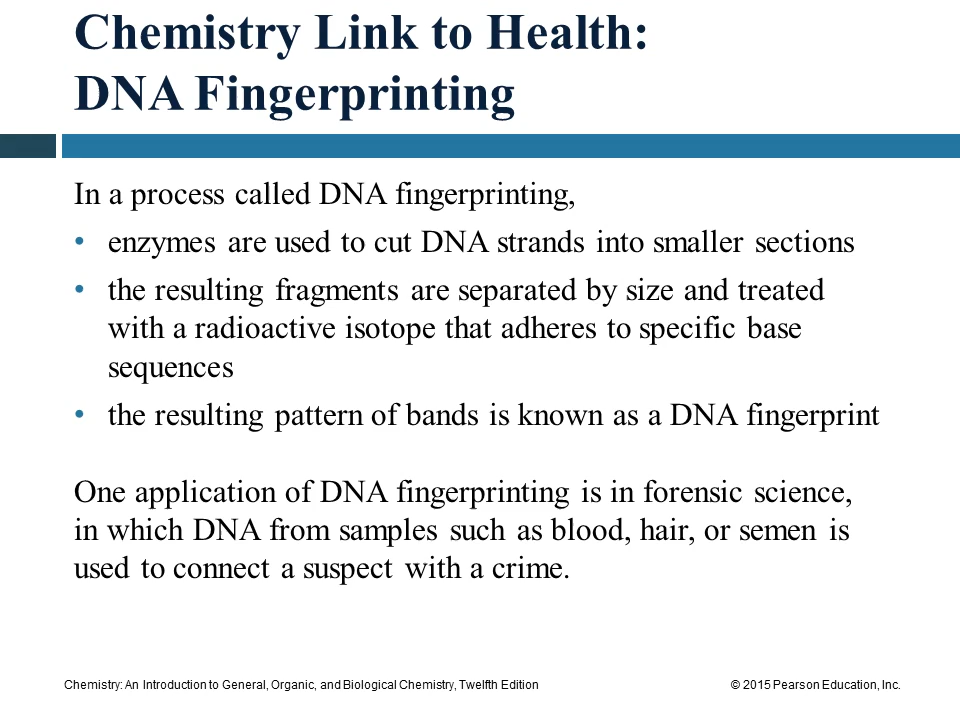 Chemistry Link to Health:
DNA Fingerprinting
In a process called DNA fingerprinting,
• enzymes are used to cut DNA strands into smaller sections
• the resulting fragments are separated by size and treated
with a radioactive isotope that adheres to specific base
sequences
• the resulting pattern of bands is known as a DNA fingerprint
One application of DNA fingerprinting is in forensic science,
in which DNA from samples such as blood, hair, or semen is
used to connect a suspect with a crime.
Chemistry: An Introduction to General, Organic, and Biological Chemistry, Twelfth Edition
© 2015 Pearson Education, Inc.